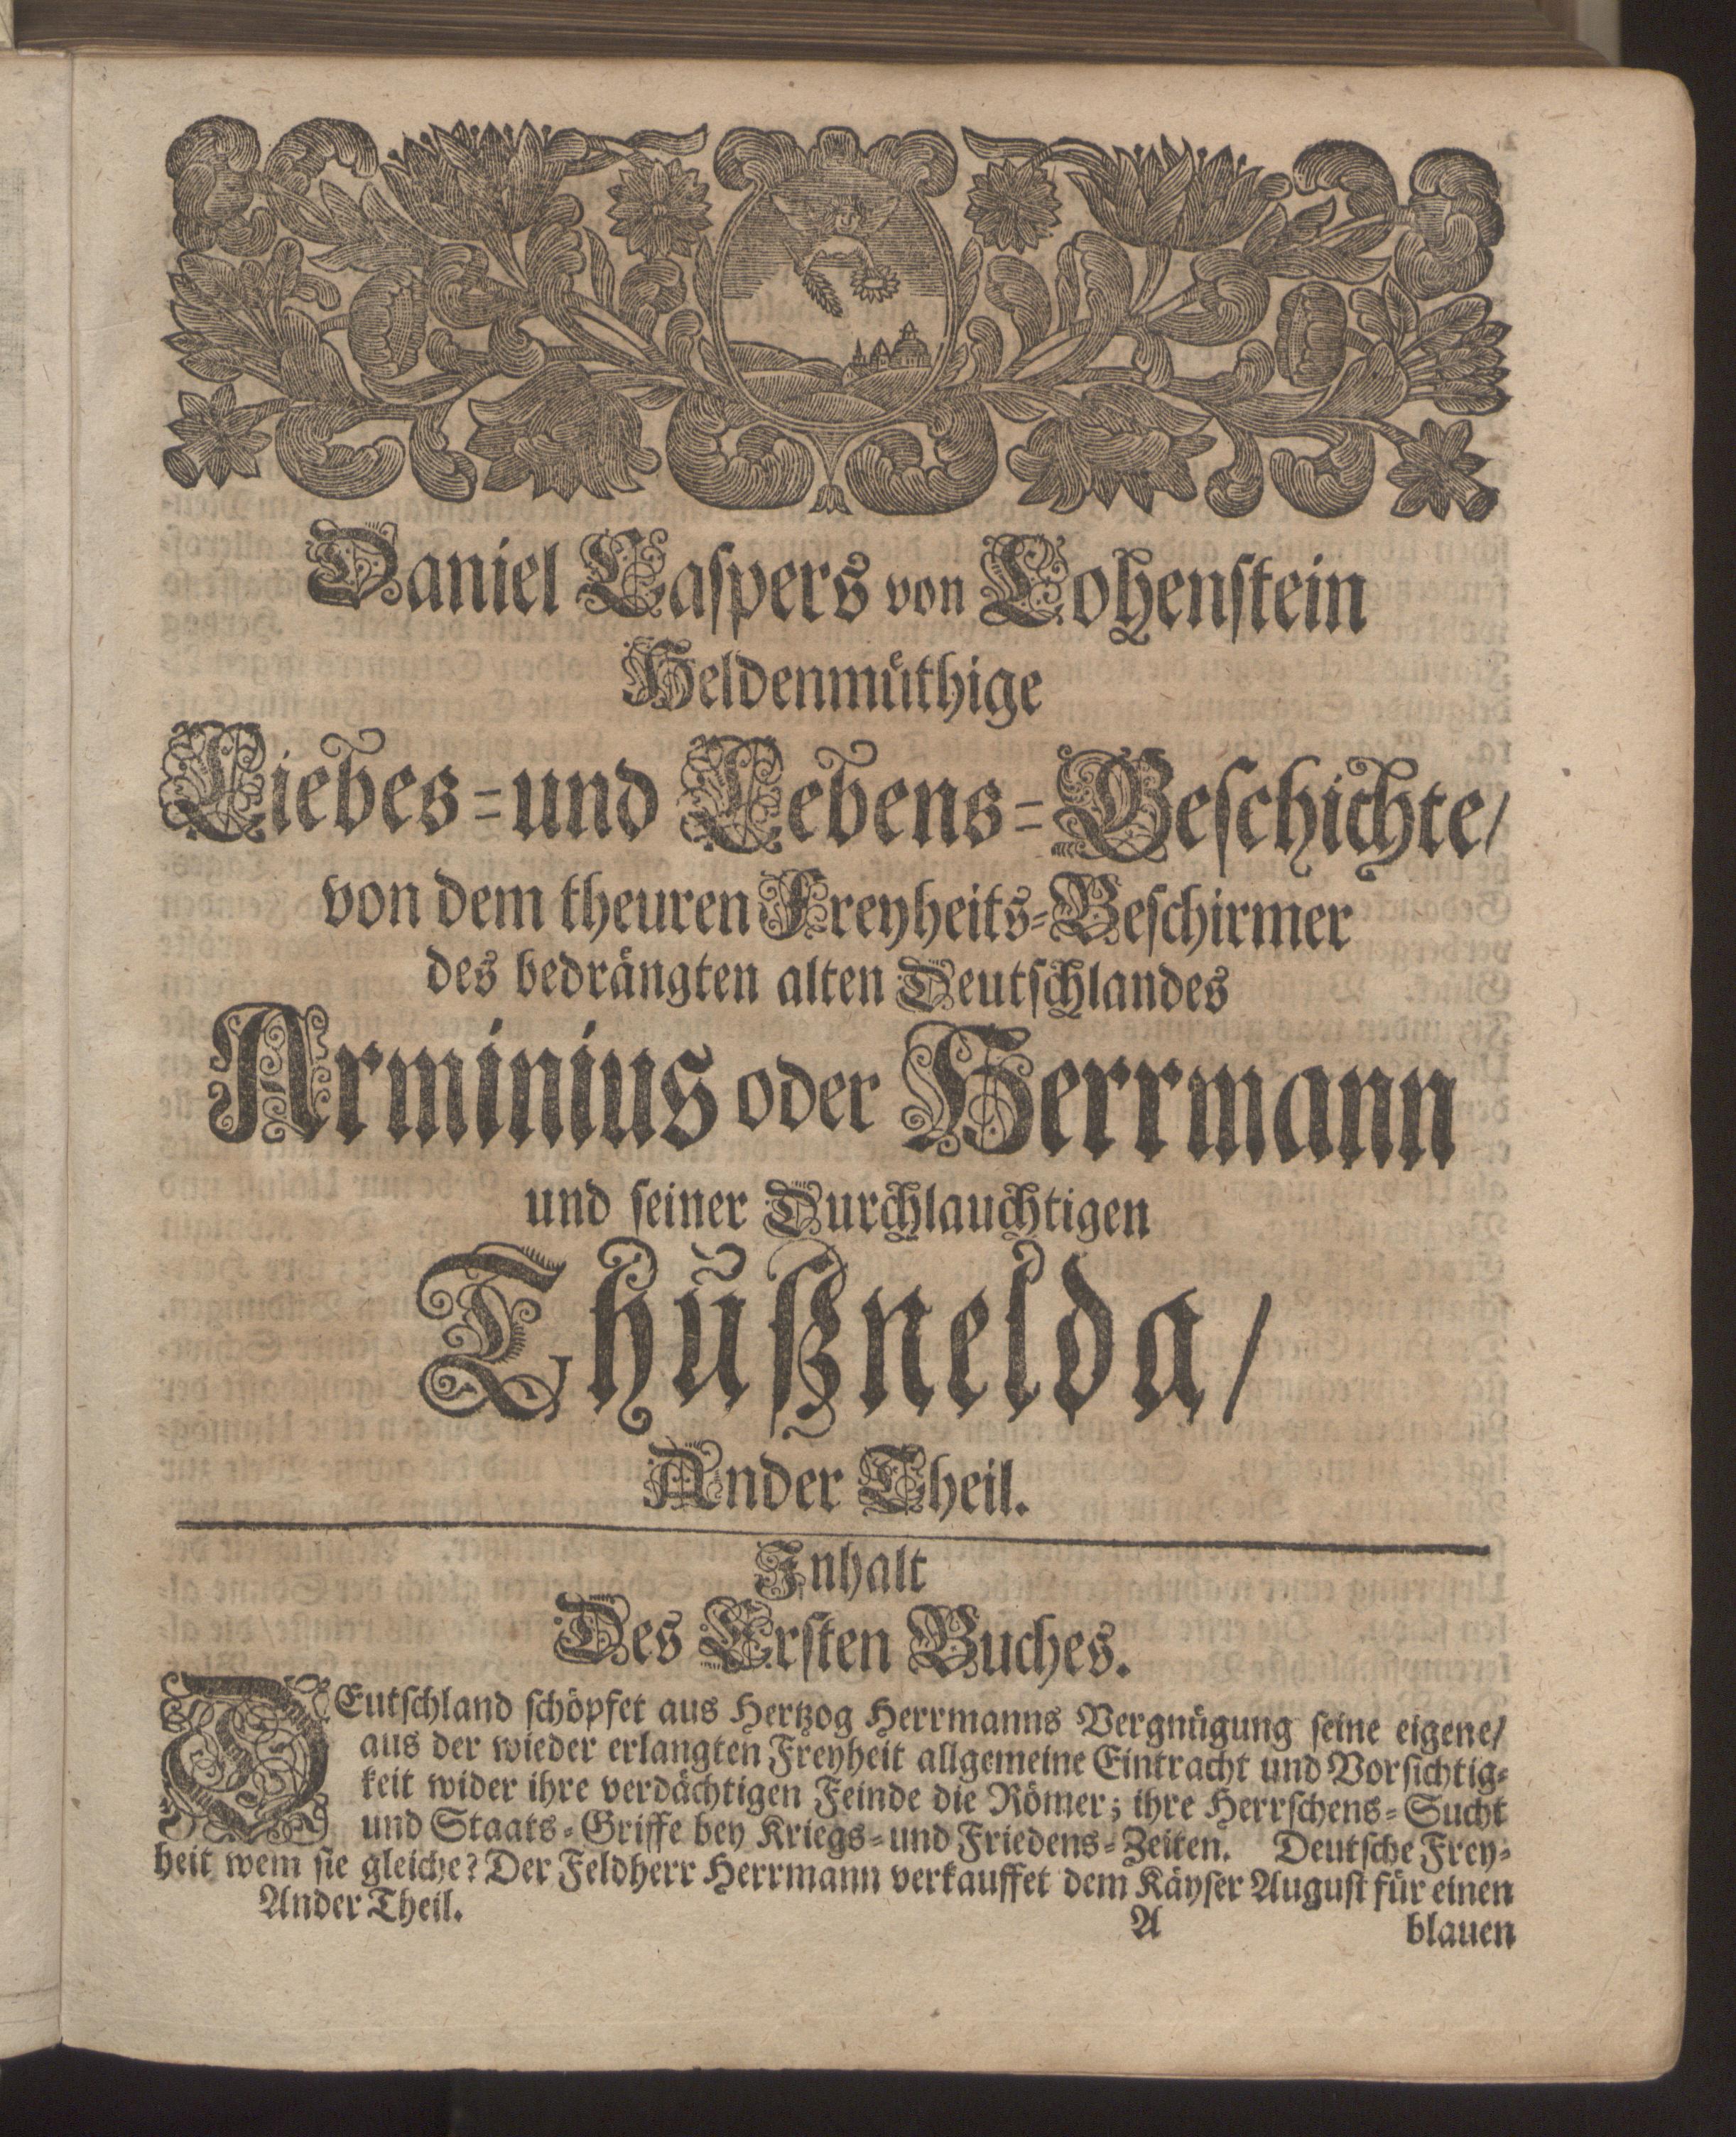 Daniel Caſpers von Lohenſtein
Heldenmüthige
Liebes-und Lebens-Geſchichte/
von dem theuren Freyheits-Beſchirmer
des bedrängten alten Deutſchlandes
Arminius oder Herrmann
und ſeiner Durchlauchtigen
Thußnelda/
Ander Theil.
Inhalt
Des Erſten Buches.
DEutſchland ſchöpfet aus Hertzog Herrmanns Vergnügung ſeine eigene/
aus der wieder erlangten Freyheit allgemeine Eintracht und Vorſichtig-
keit wider ihre verdächtigen Feinde die Römer; ihre Herrſchens-Sucht
und Staats-Griffe bey Kriegs-und Friedens-Zeiten. Deutſche Frey-
heit wem ſie gleiche? Der Feldherr Herrmann verkauffet dem Käyſer Auguſt für einen
Ander Theil. A blauen